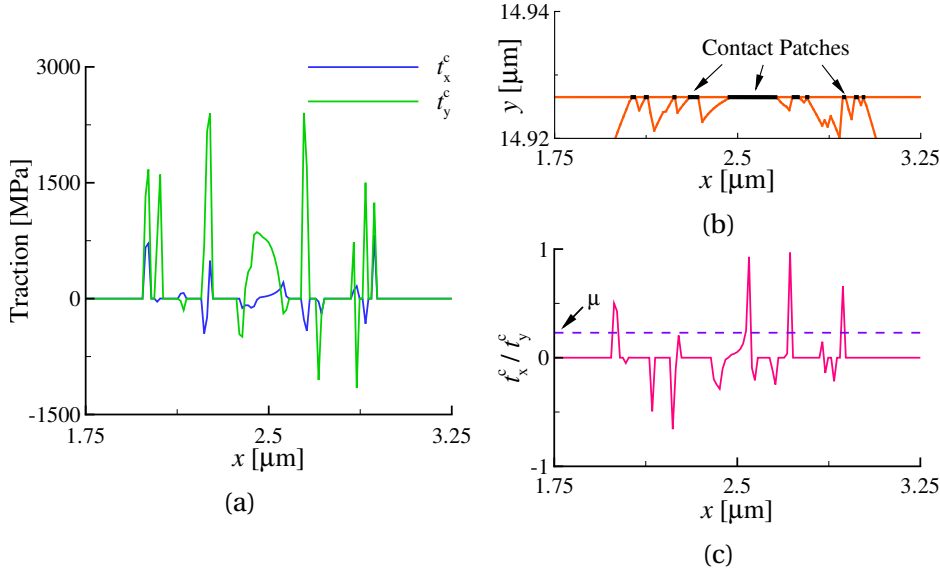 3000
1500
0
-1500
Traction [MPa]
t_x^c
t_y^c
1.75
2.5
3.25
x [μm]
(a)
14.94
14.92
y [μm]
Contact Patches
1.75
2.5
3.25
x [μm]
(b)
1
0
-1
t_x^c / t_y^c
μ
1.75
2.5
3.25
x [μm]
(c)